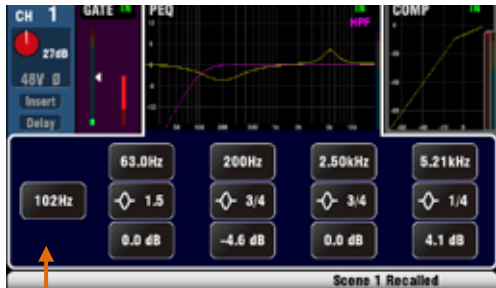 CH 1 GATE IN PEQ IN COMP IN
HPF
27dB
48V Ø
Insert
Delay
63.0Hz 200Hz 2.50kHz 5.21kHz
102Hz 1.5 3/4 3/4 1/4
0.0 dB -4.6 dB 0.0 dB 4.1 dB
Scene 1 Recalled